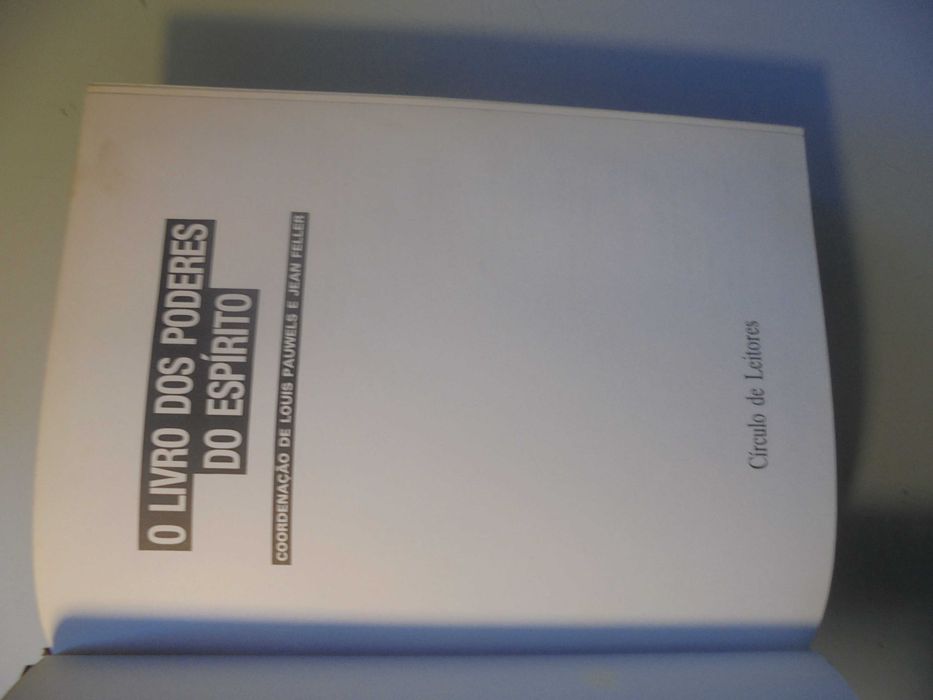 O LIVRO DOS PODERES
DO ESPÍRITO
COORDENAÇÃO DE LOUIS PAUWELS E JEAN FELLER
Círculo de Leitores